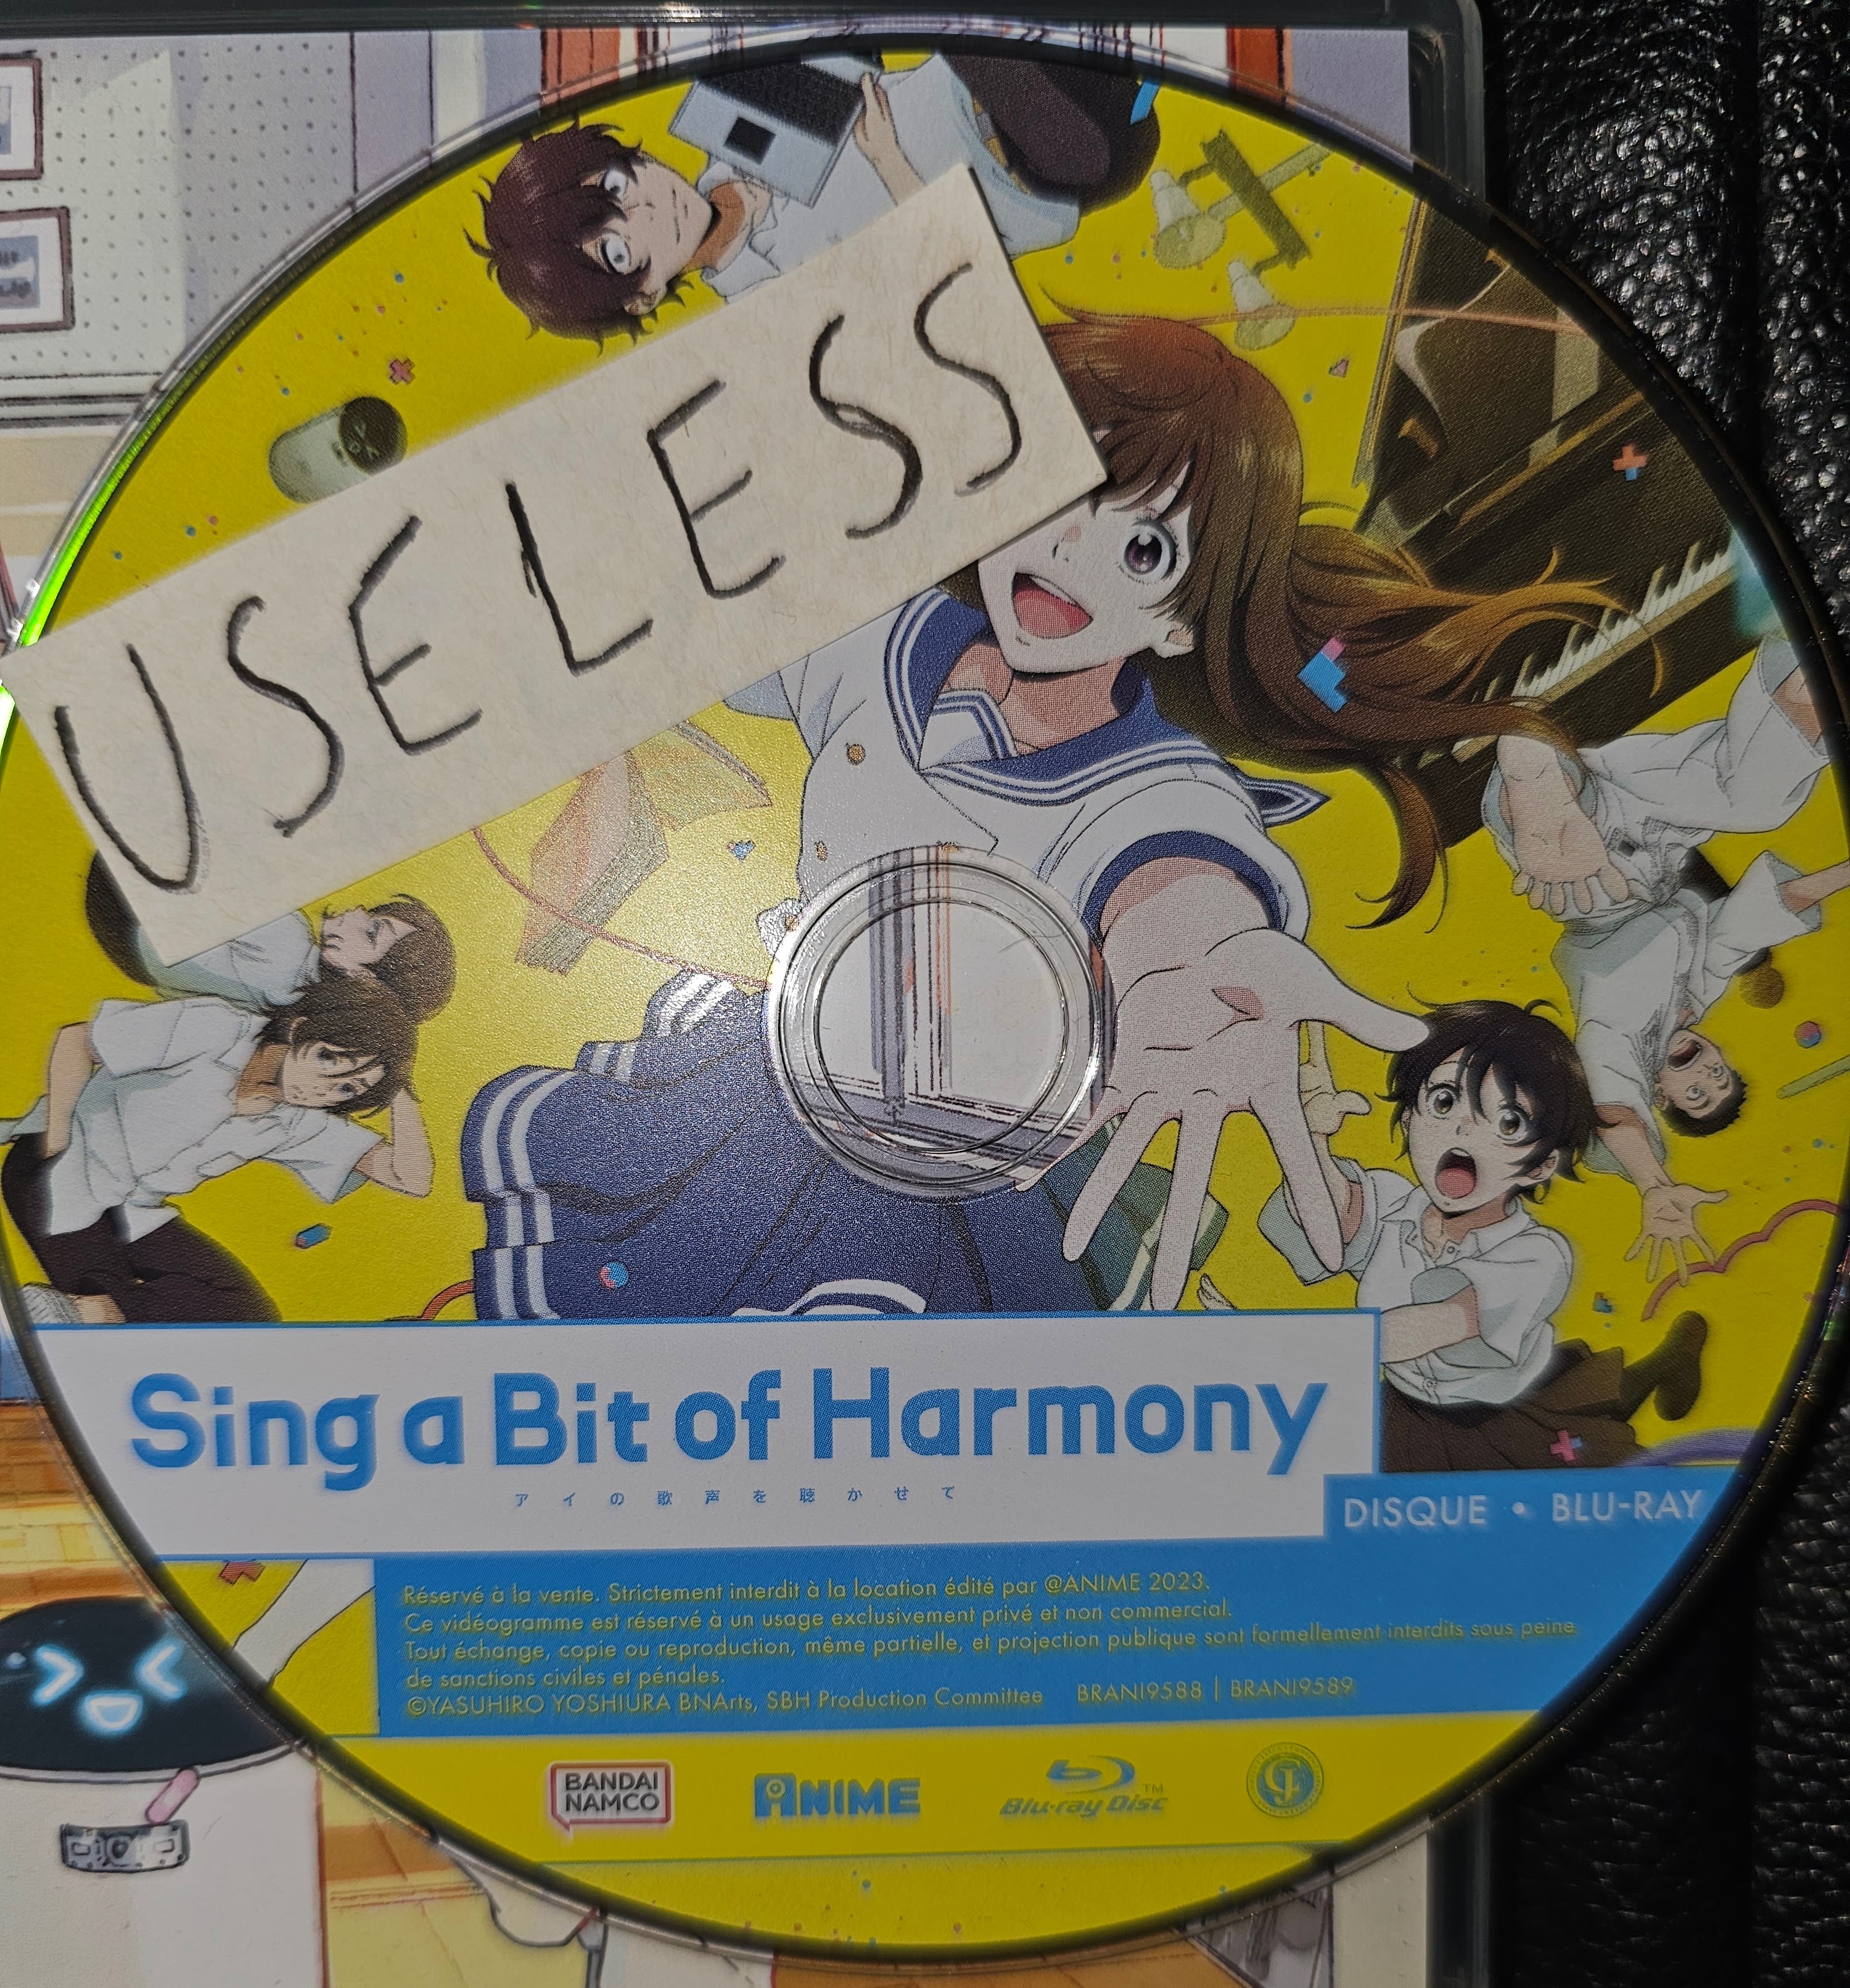 USELESS
Sing a Bit of Harmony
アイの歌声を聴かせて
DISQUE • BLU-RAY
Réservé à la vente. Strictement interdit à la location édité par @ANIME 2023.
Ce vidéogramme est réservé à un usage exclusivement privé et non commercial.
Tout échange, copie ou reproduction, même partielle, et projection publique sont formellement interdits sous peine
de sanctions civiles et pénales.
©YASUHIRO YOSHIURA BNArts, SBH Production Committee BRANI9588 | BRANI9589
BANDAI
NAMCO
ANIME
Blu-ray Disc™